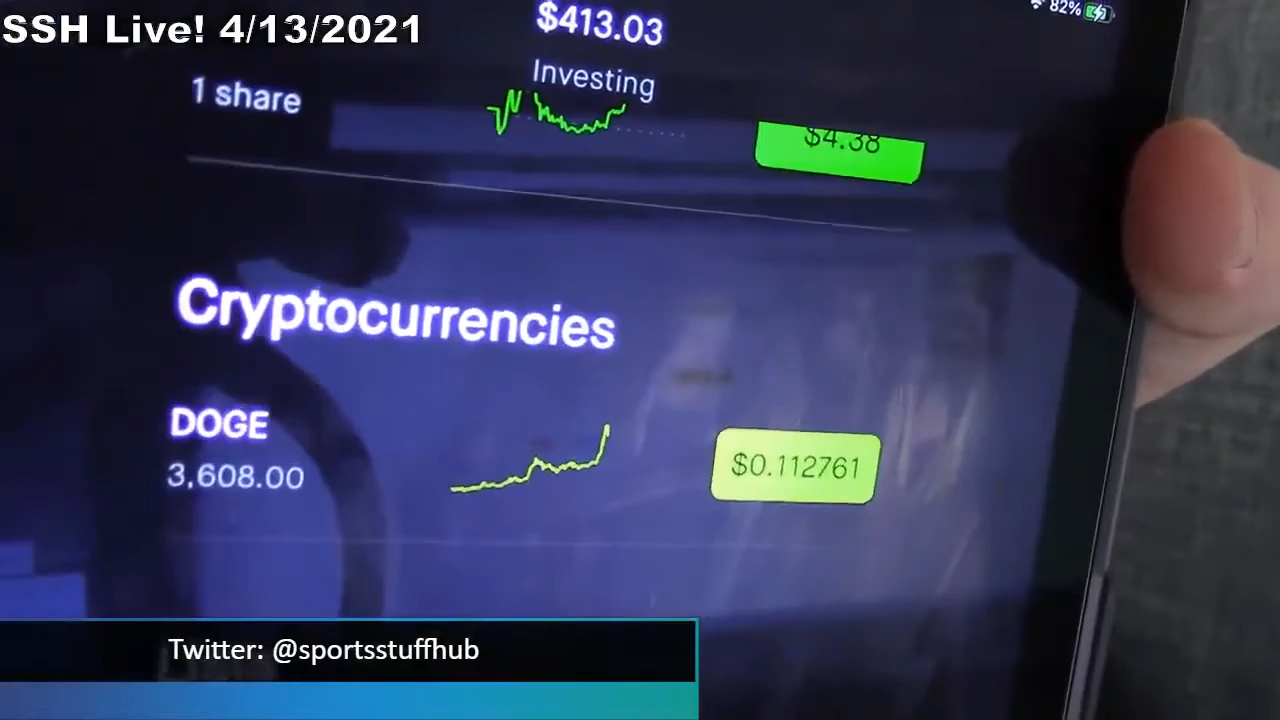 SSH Live! 4/13/2021
$413.03
82%
Investing
1 share
$4.38
Cryptocurrencies
DOGE
3,608.00
$0.112761
Twitter: @sportsstuffhub